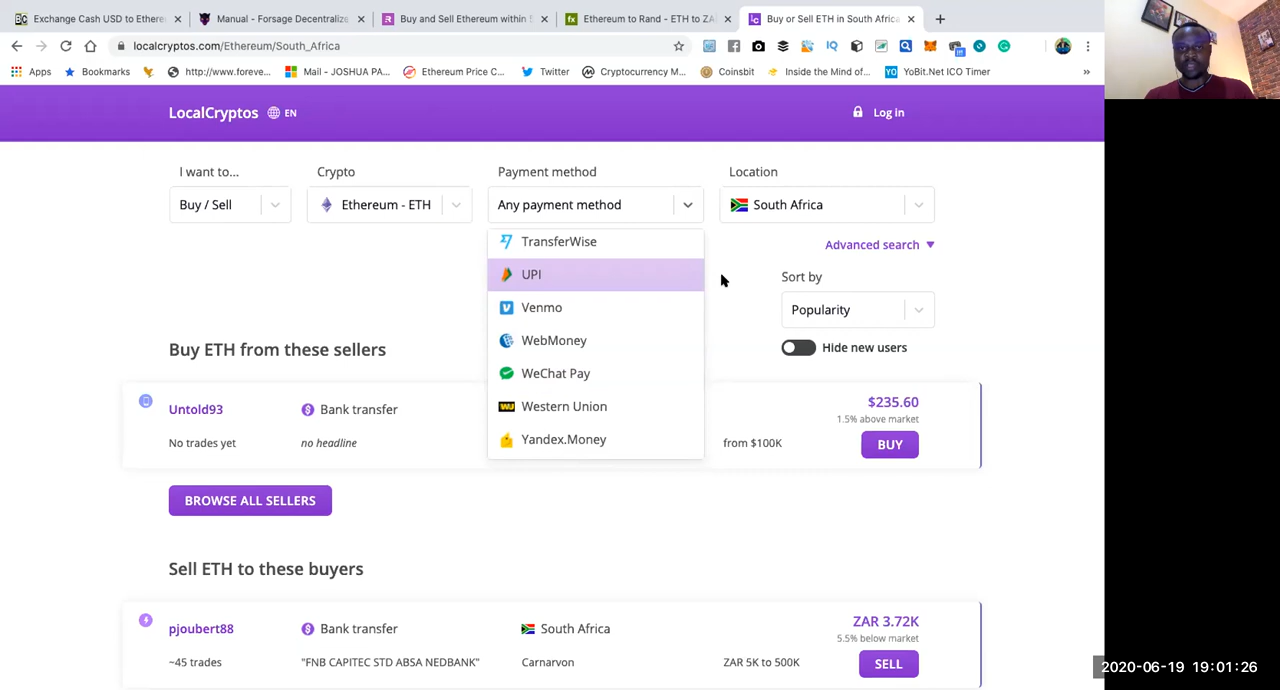 Exchange Cash USD to Ethere
Manual - Forsage Decentralize
Buy and Sell Ethereum within 5
Ethereum to Rand - ETH to ZA
Buy or Sell ETH in South Africa
localcryptos.com/Ethereum/South_Africa
Apps
Bookmarks
http://www.foreve...
Mail - JOSHUA PA...
Ethereum Price C...
Twitter
Cryptocurrency M...
Coinsbit
Inside the Mind of...
YoBit.Net ICO Timer
LocalCryptos
EN
Log in
I want to...
Crypto
Payment method
Location
Buy / Sell
Ethereum - ETH
Any payment method
South Africa
TransferWise
UPI
Venmo
WebMoney
WeChat Pay
Western Union
Yandex.Money
Advanced search
Sort by
Popularity
Hide new users
Buy ETH from these sellers
Untold93
Bank transfer
$235.60
1.5% above market
No trades yet
no headline
from $100K
BUY
BROWSE ALL SELLERS
Sell ETH to these buyers
pjoubert88
Bank transfer
South Africa
ZAR 3.72K
5.5% below market
~45 trades
"FNB CAPITEC STD ABSA NEDBANK"
Carnarvon
ZAR 5K to 500K
SELL
2020-06-19 19:01:26